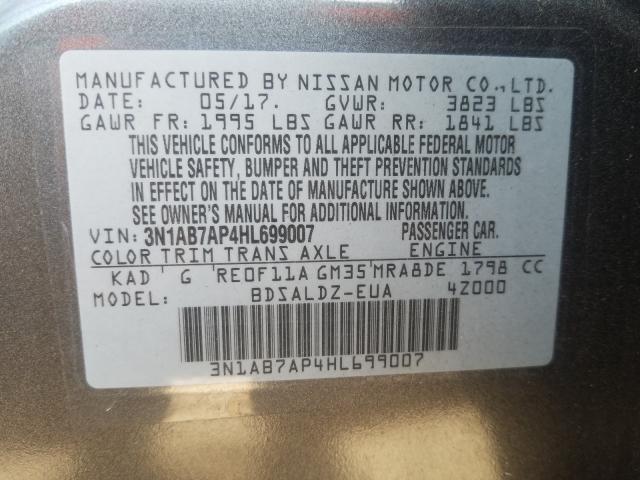 MANUFACTURED BY NISSAN MOTOR CO., LTD.
DATE: 05/17. GVWR: 3823 LBS
GAWR FR: 1995 LBS GAWR RR: 1841 LBS
THIS VEHICLE CONFORMS TO ALL APPLICABLE FEDERAL MOTOR
VEHICLE SAFETY, BUMPER AND THEFT PREVENTION STANDARDS
IN EFFECT ON THE DATE OF MANUFACTURE SHOWN ABOVE.
SEE OWNER'S MANUAL FOR ADDITIONAL INFORMATION.
VIN: 3N1AB7AP4HL699007 PASSENGER CAR.
COLOR TRIM TRANS AXLE ENGINE
KAD G RE0F11A GM35 MRA8DE 1798 CC
BDSALDZ-EUA 4Z000
3N1AB7AP4HL699007